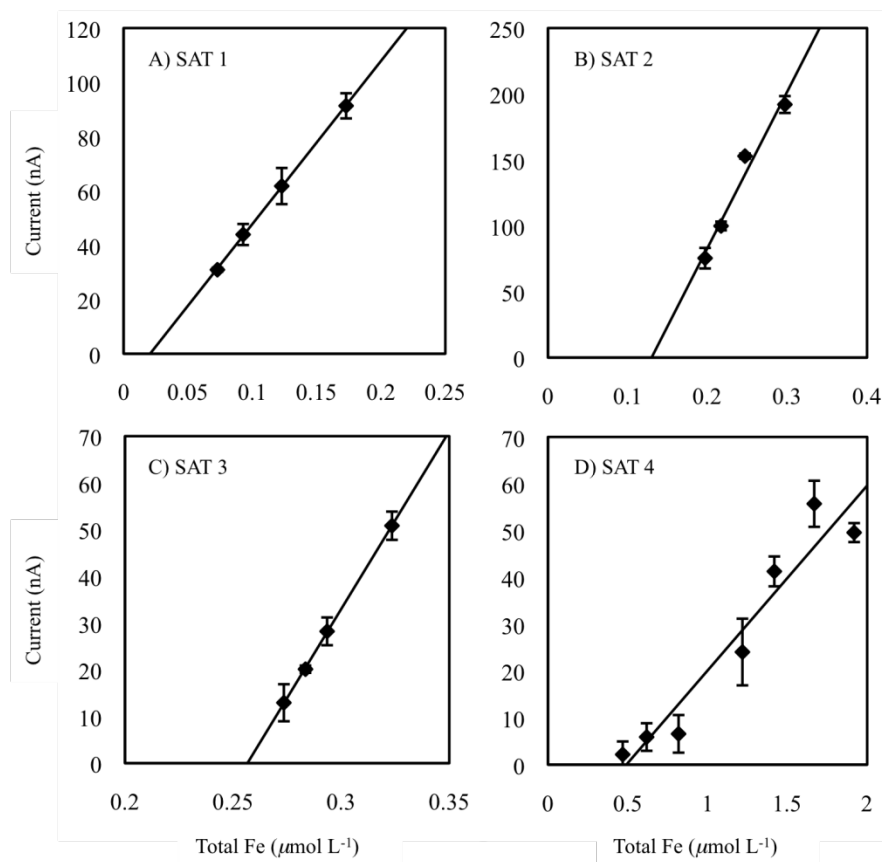 A) SAT 1
Current (nA)
120
100
80
60
40
20
0
0 0.05 0.1 0.15 0.2 0.25
B) SAT 2
250
200
150
100
50
0
0 0.1 0.2 0.3 0.4
C) SAT 3
Current (nA)
70
60
50
40
30
20
10
0
0.2 0.25 0.3 0.35
Total Fe (μmol L⁻¹)
D) SAT 4
70
60
50
40
30
20
10
0
0 0.5 1 1.5 2
Total Fe (μmol L⁻¹)